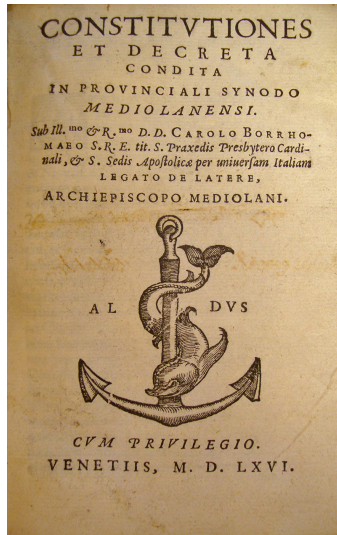 CONSTITVTIONES
ET DECRETA
CONDITA
IN PROVINCIALI SYNODO
MEDIOLANENSI.
Sub Ill.mo & R.mo D.D. CAROLO BORRHO-
MAEO S. R. E. tit. S. Praxedis Presbytero Cardi-
nali, & S. Sedis Apostolicæ per uniuersam Italiam
LEGATO DE LATERE,
ARCHIEPISCOPO MEDIOLANI.
AL DVS
CVM PRIVILEGIO.
VENETIIS, M. D. LXVI.